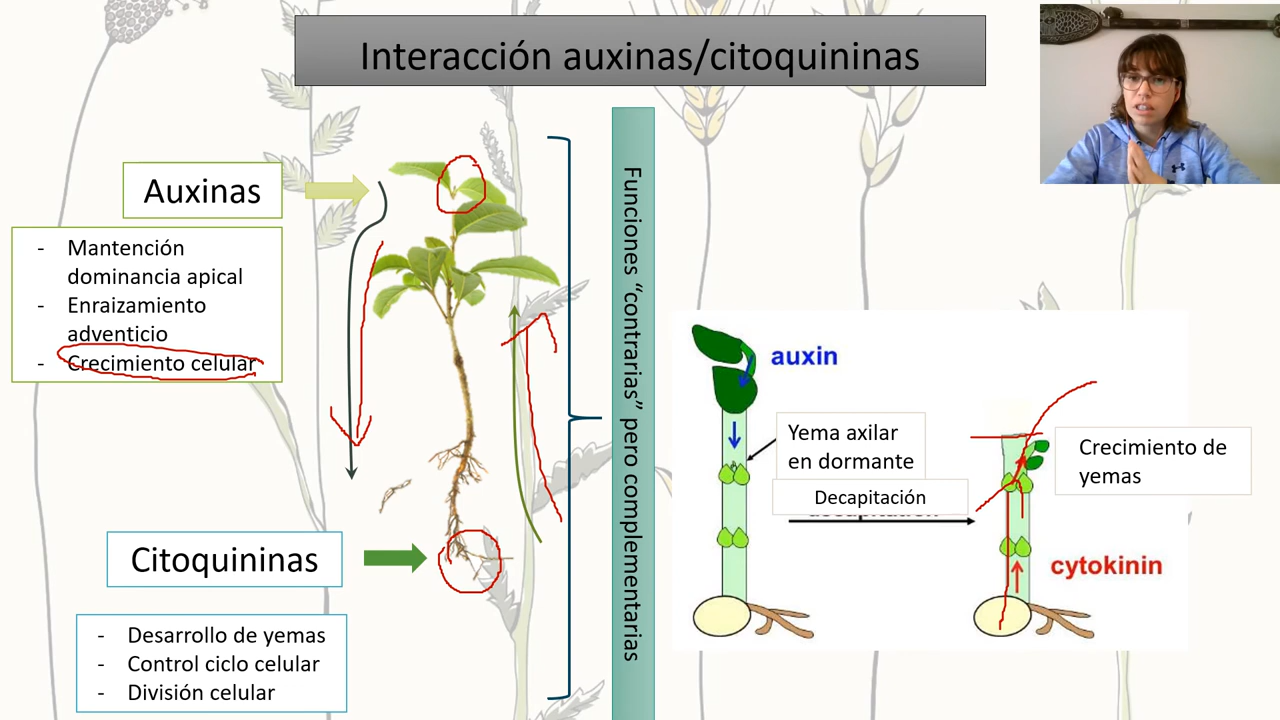 Interacción auxinas/citoquininas
Auxinas
- Mantención
dominancia apical
- Enraizamiento
adventicio
- Crecimiento celular
Citoquininas
- Desarrollo de yemas
- Control ciclo celular
- División celular
Funciones “contrarias” pero complementarias
auxin
Yema axilar
en dormante
Decapitación
Crecimiento de
yemas
cytokinin